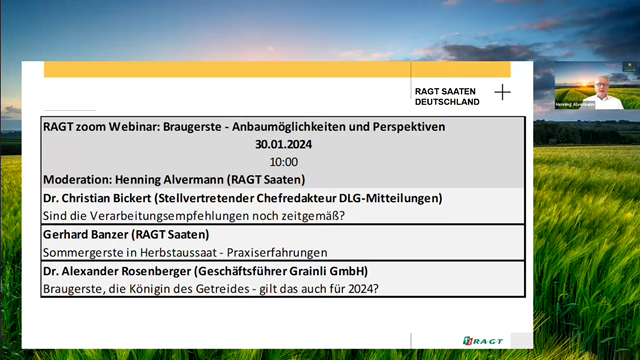 RAGT SAATEN
DEUTSCHLAND
Henning Alvermann
RAGT zoom Webinar: Braugerste - Anbaumöglichkeiten und Perspektiven
30.01.2024
10:00
Moderation: Henning Alvermann (RAGT Saaten)
Dr. Christian Bickert (Stellvertretender Chefredakteur DLG-Mitteilungen)
Sind die Verarbeitungsempfehlungen noch zeitgemäß?
Gerhard Banzer (RAGT Saaten)
Sommergerste in Herbstaussaat - Praxiserfahrungen
Dr. Alexander Rosenberger (Geschäftsführer Grainli GmbH)
Braugerste, die Königin des Getreides - gilt das auch für 2024?
RAGT